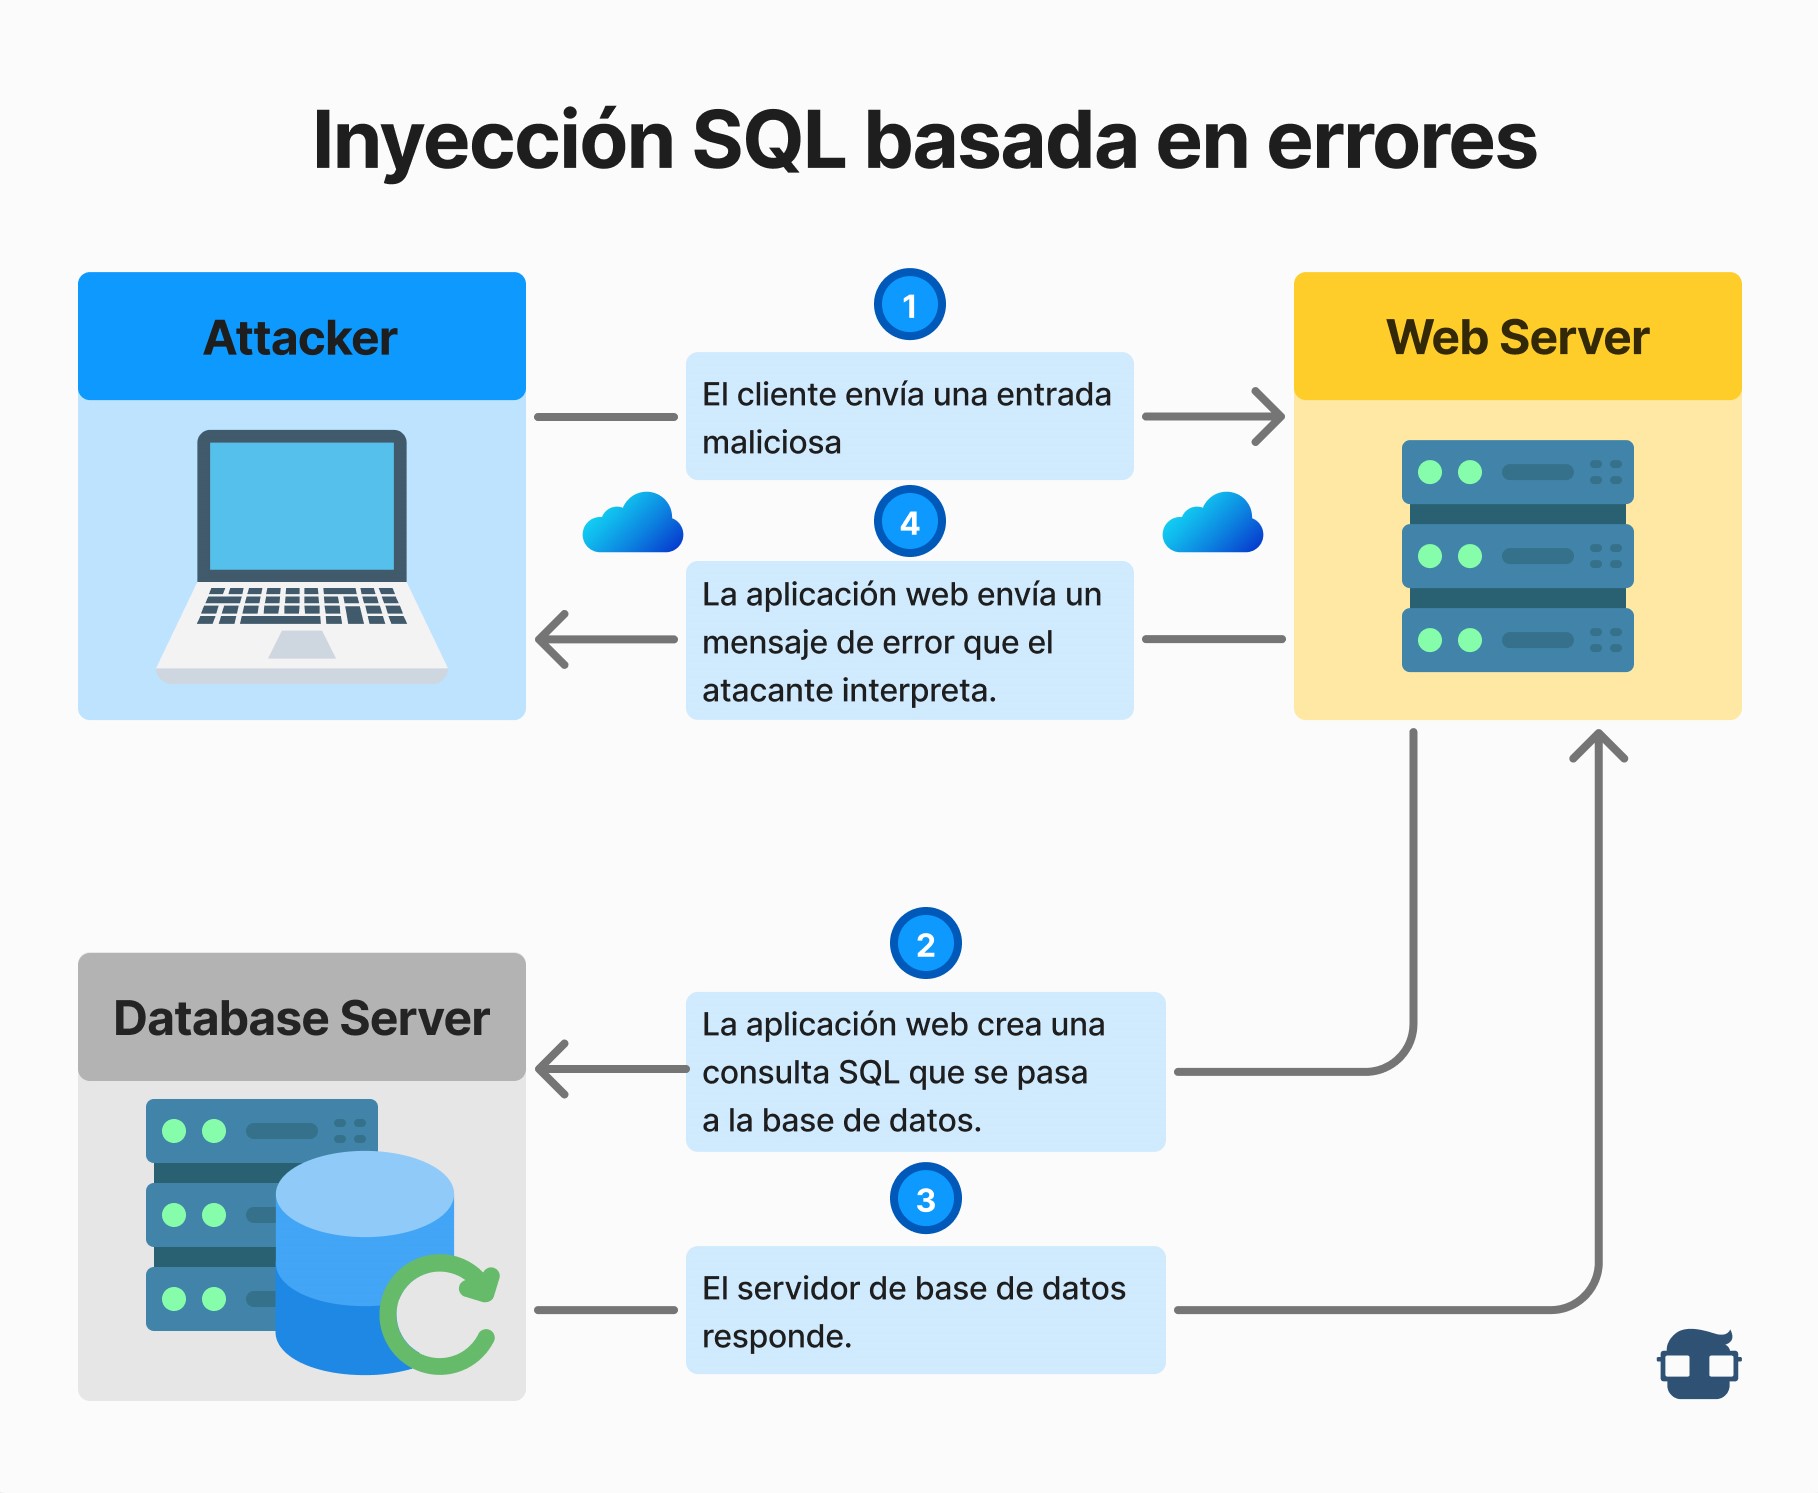 Inyección SQL basada en errores
Attacker
1
El cliente envía una entrada
maliciosa
Web Server
4
La aplicación web envía un
mensaje de error que el
atacante interpreta.
Database Server
2
La aplicación web crea una
consulta SQL que se pasa
a la base de datos.
3
El servidor de base de datos
responde.